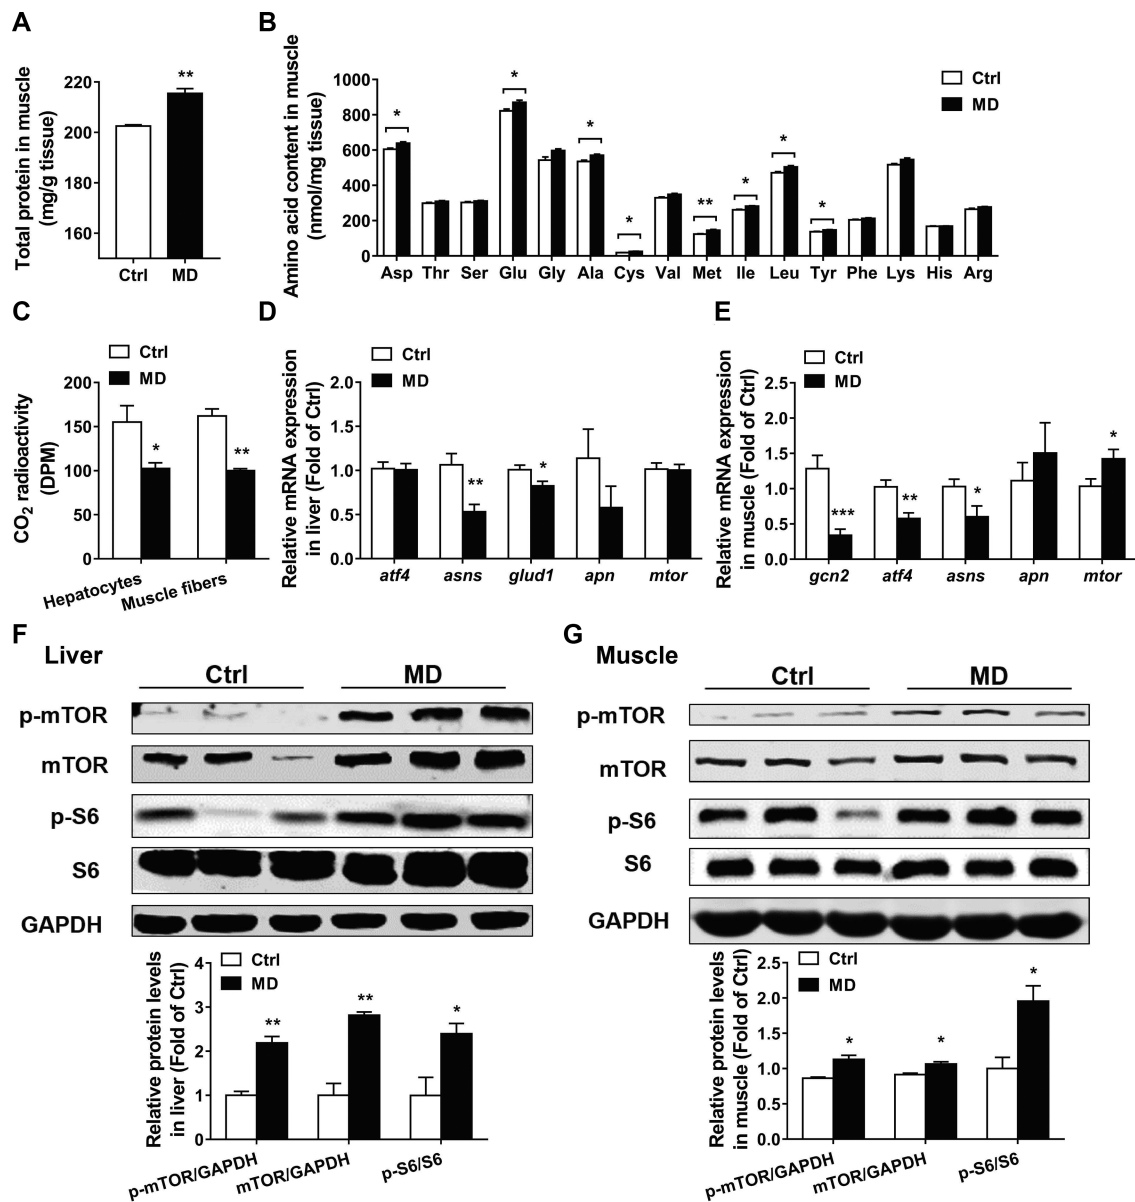 A
Total protein in muscle
(mg/g tissue)
220
200
180
160
**
Ctrl MD
B
Amino acid content in muscle
(nmol/mg tissue)
1000
800
600
400
200
0
Ctrl
MD
* * * * ** * * *
Asp Thr Ser Glu Gly Ala Cys Val Met Ile Leu Tyr Phe Lys His Arg
C
CO2 radioactivity
(DPM)
Ctrl
MD
200
150
100
50
0
* **
Hepatocytes Muscle fibers
D
Relative mRNA expression
in liver (Fold of Ctrl)
Ctrl
MD
2.0
1.5
1.0
0.5
0.0
** *
atf4 asns glud1 apn mtor
E
Relative mRNA expression
in muscle (Fold of Ctrl)
Ctrl
MD
2.5
2.0
1.5
1.0
0.5
0.0
*** ** * *
gcn2 atf4 asns apn mtor
F
Liver
Ctrl MD
p-mTOR
mTOR
p-S6
S6
GAPDH
Relative protein levels
in liver (Fold of Ctrl)
Ctrl
MD
4
3
2
1
0
** ** *
p-mTOR/GAPDH mTOR/GAPDH p-S6/S6
G
Muscle
Ctrl MD
p-mTOR
mTOR
p-S6
S6
GAPDH
Relative protein levels
in muscle (Fold of Ctrl)
Ctrl
MD
2.5
2.0
1.5
1.0
0.5
0.0
* * *
p-mTOR/GAPDH mTOR/GAPDH p-S6/S6